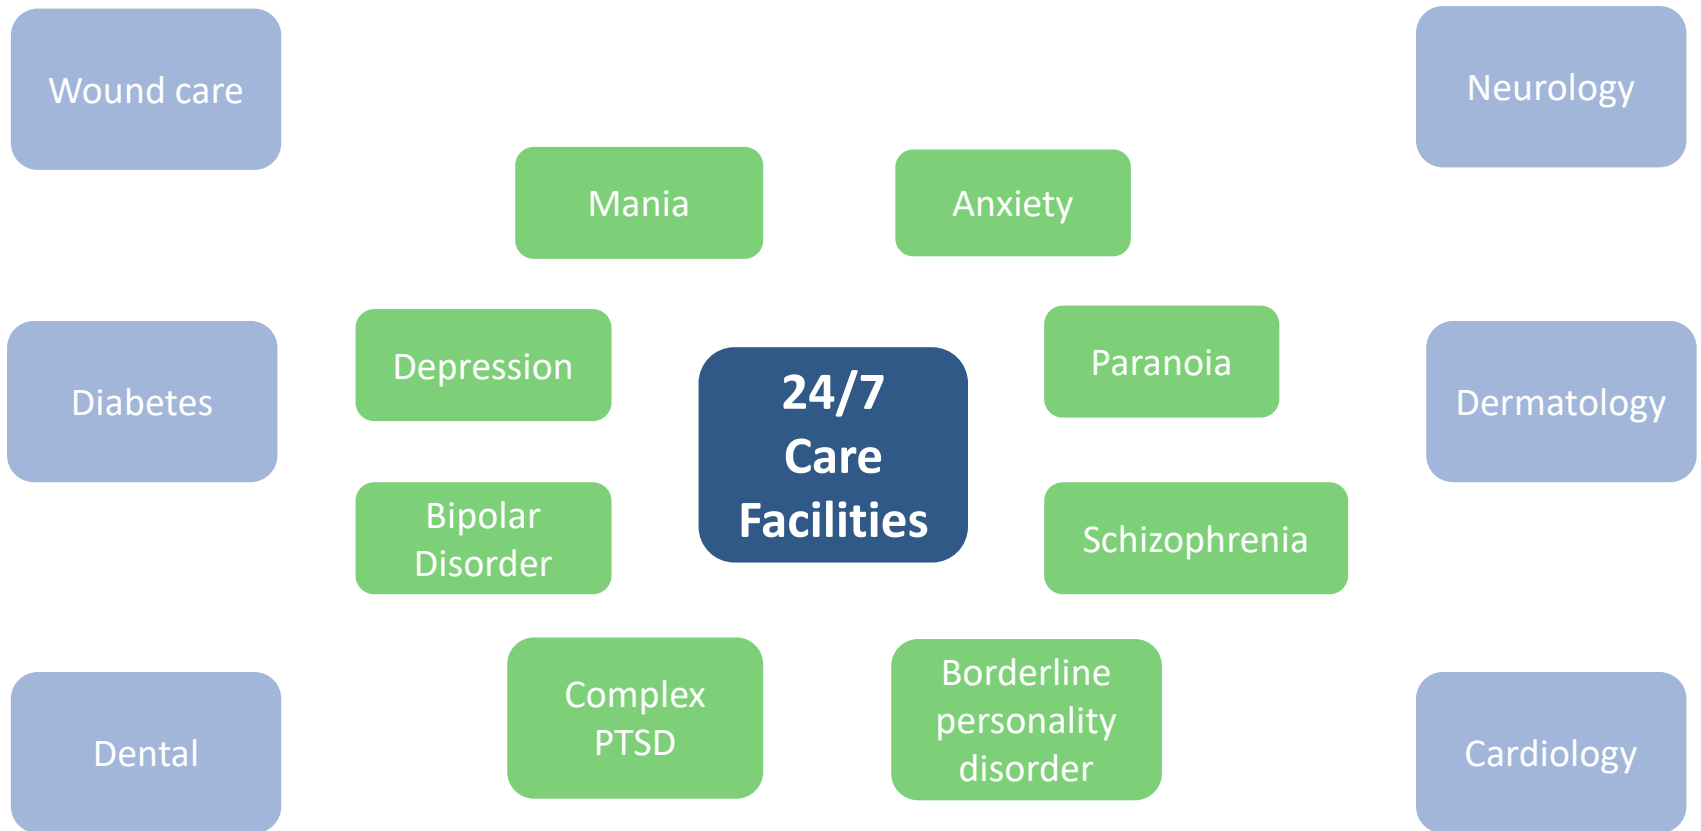 Wound care
Neurology
Mania
Anxiety
Depression
Paranoia
Diabetes
24/7
Care
Facilities
Dermatology
Bipolar
Disorder
Schizophrenia
Complex
PTSD
Borderline
personality
disorder
Dental
Cardiology